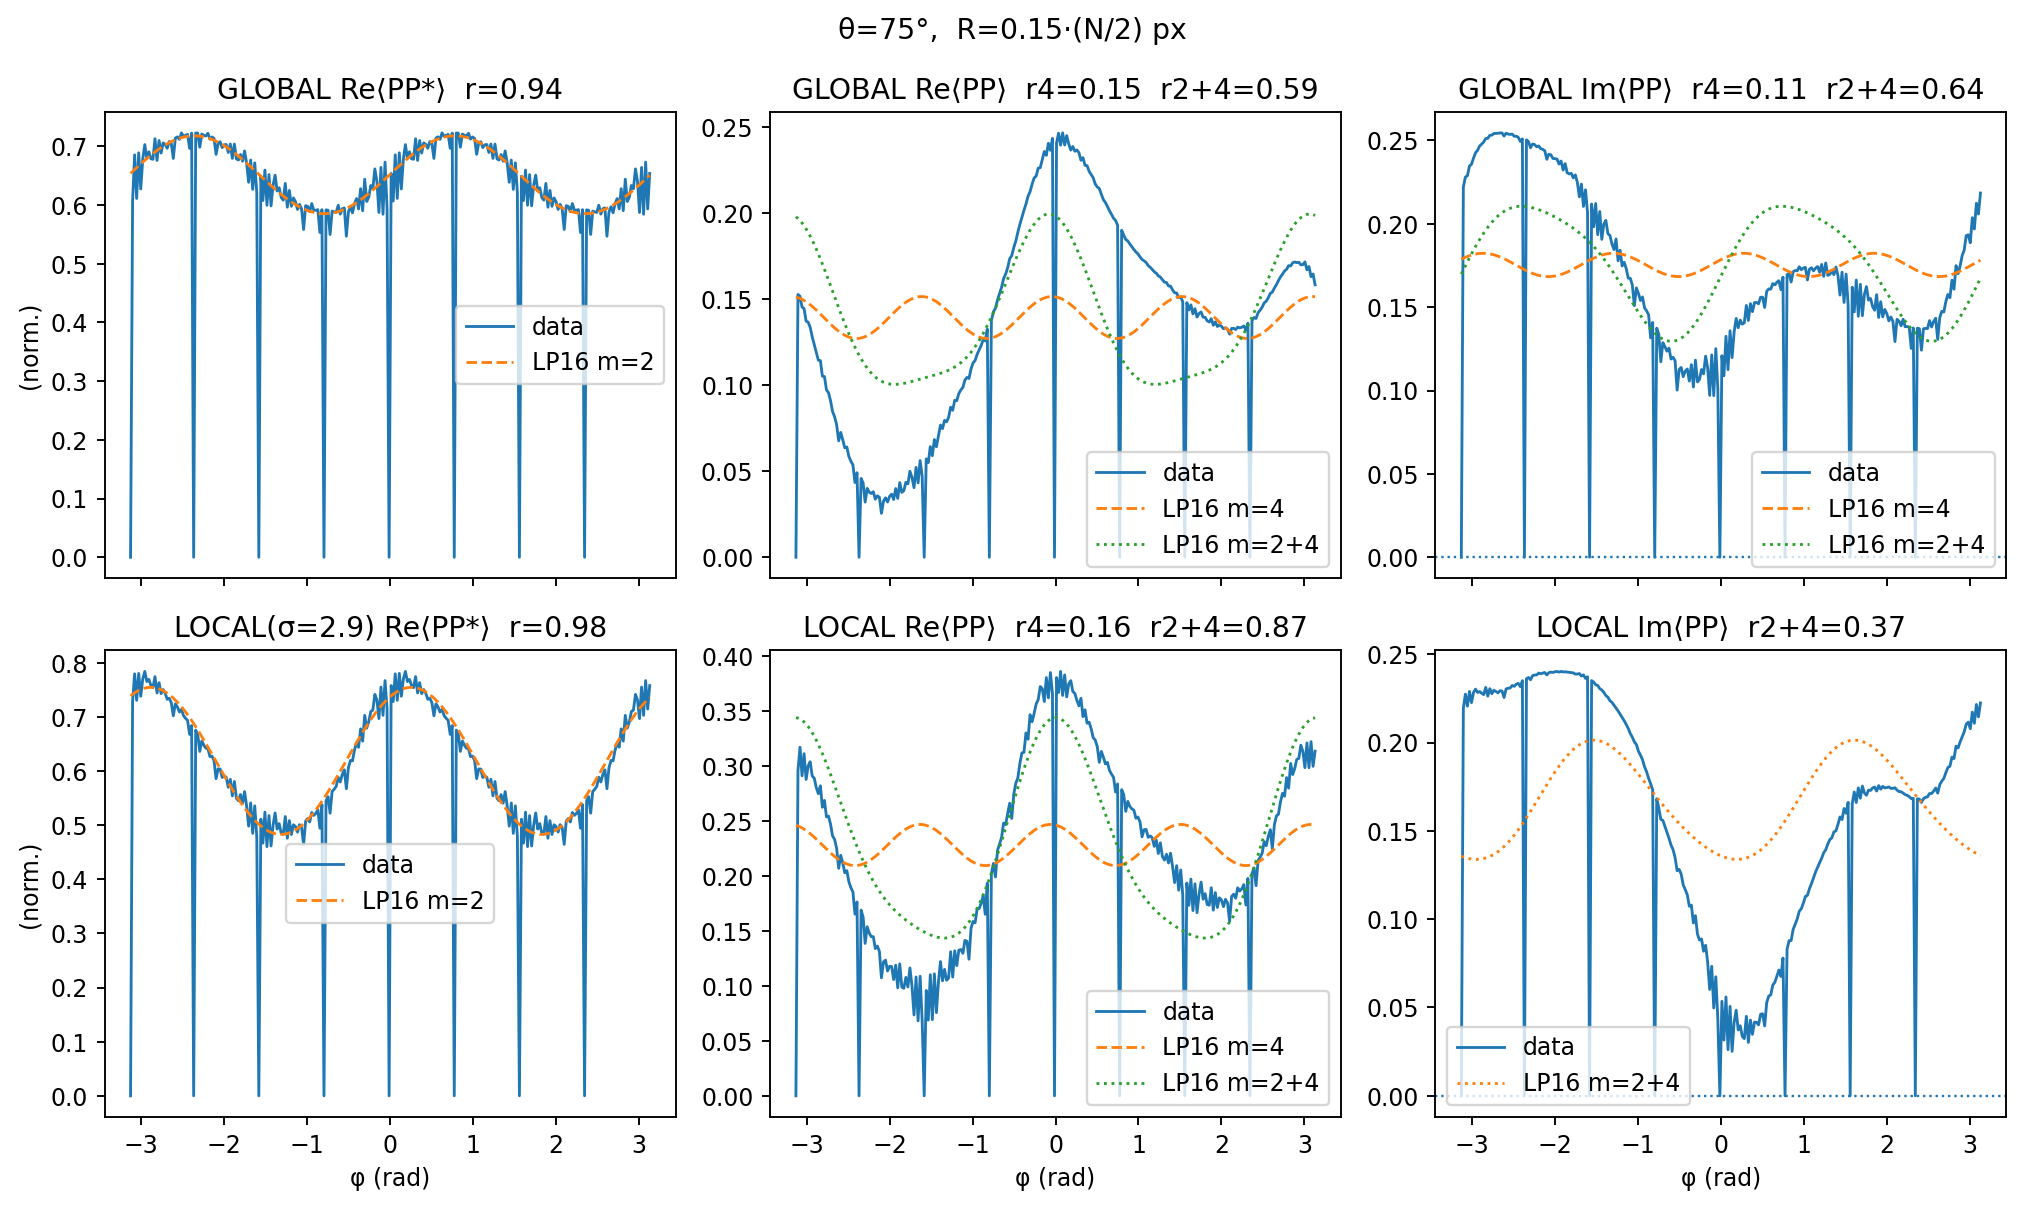 θ=75°,  R=0.15·(N/2) px
GLOBAL Re⟨PP*⟩  r=0.94
(norm.)
0.7
0.6
0.5
0.4
0.3
0.2
0.1
0.0
data
LP16 m=2
GLOBAL Re⟨PP⟩  r4=0.15  r2+4=0.59
0.25
0.20
0.15
0.10
0.05
0.00
data
LP16 m=4
LP16 m=2+4
GLOBAL Im⟨PP⟩  r4=0.11  r2+4=0.64
0.25
0.20
0.15
0.10
0.05
0.00
data
LP16 m=4
LP16 m=2+4
LOCAL(σ=2.9) Re⟨PP*⟩  r=0.98
(norm.)
0.8
0.7
0.6
0.5
0.4
0.3
0.2
0.1
0.0
data
LP16 m=2
−3 −2 −1 0 1 2 3
φ (rad)
LOCAL Re⟨PP⟩  r4=0.16  r2+4=0.87
0.40
0.35
0.30
0.25
0.20
0.15
0.10
0.05
0.00
data
LP16 m=4
LP16 m=2+4
−3 −2 −1 0 1 2 3
φ (rad)
LOCAL Im⟨PP⟩  r2+4=0.37
0.25
0.20
0.15
0.10
0.05
0.00
data
LP16 m=2+4
−3 −2 −1 0 1 2 3
φ (rad)